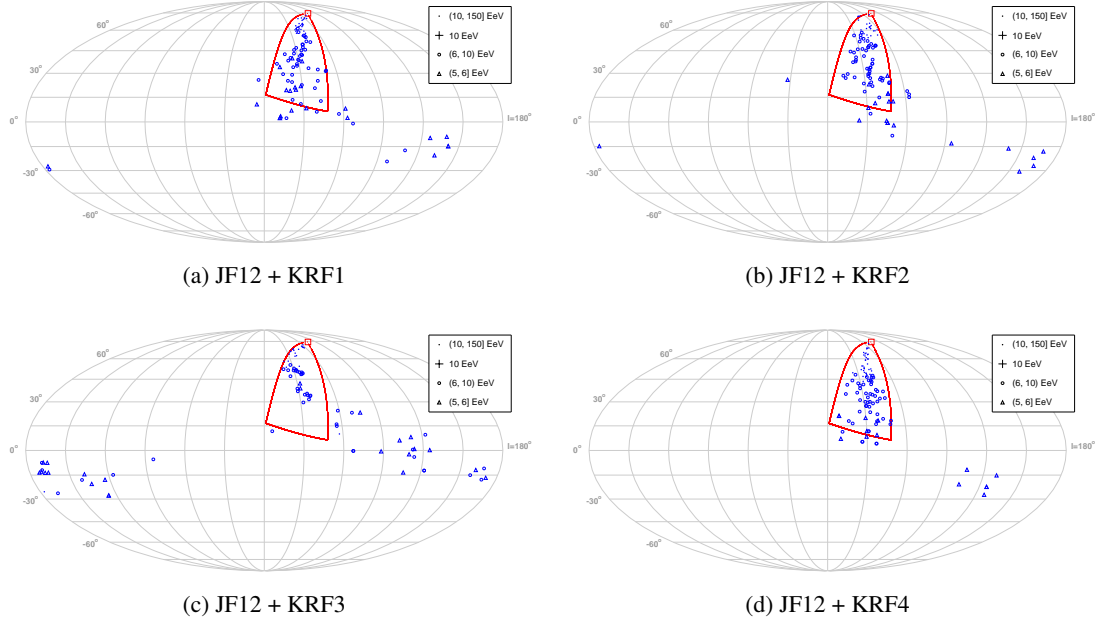 60°
30°
0°
-30°
-60°
l=180°
(10, 150] EeV
10 EeV
(6, 10) EeV
(5, 6] EeV
(a) JF12 + KRF1
60°
30°
0°
-30°
-60°
l=180°
(10, 150] EeV
10 EeV
(6, 10) EeV
(5, 6] EeV
(b) JF12 + KRF2
60°
30°
0°
-30°
-60°
l=180°
(10, 150] EeV
10 EeV
(6, 10) EeV
(5, 6] EeV
(c) JF12 + KRF3
60°
30°
0°
-30°
-60°
l=180°
(10, 150] EeV
10 EeV
(6, 10) EeV
(5, 6] EeV
(d) JF12 + KRF4